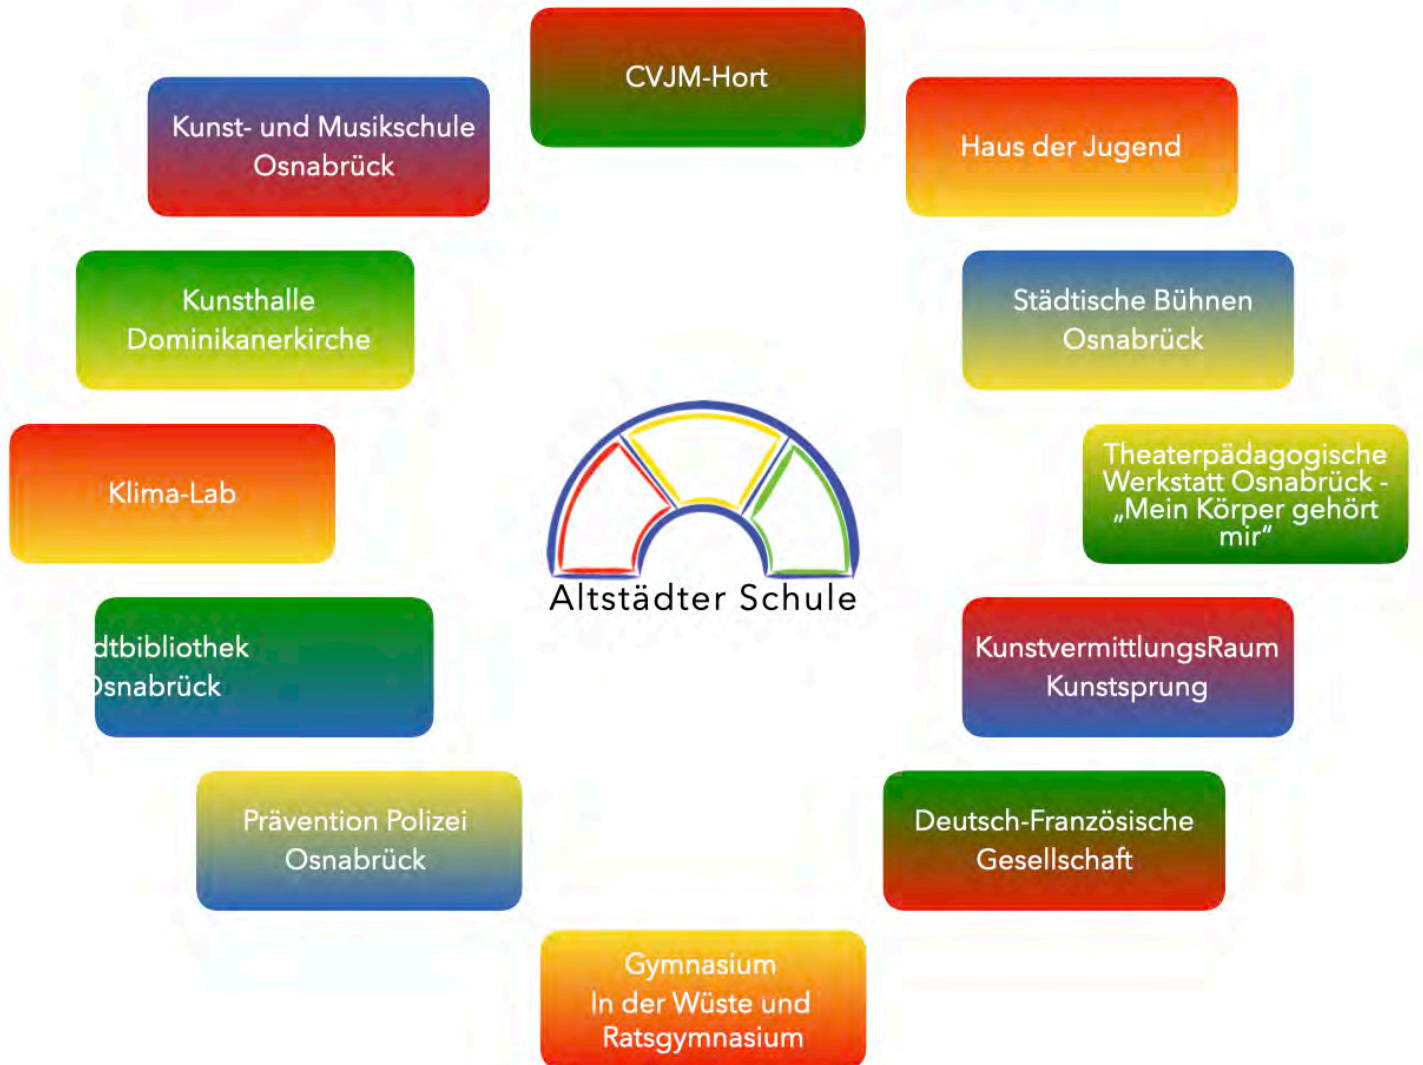 CVJM-Hort
Kunst- und Musikschule
Osnabrück
Haus der Jugend
Kunsthalle
Dominikanerkirche
Städtische Bühnen
Osnabrück
Klima-Lab
Theaterpädagogische
Werkstatt Osnabrück -
„Mein Körper gehört
mir“
Altstädter Schule
dtbibliothek
Osnabrück
KunstvermittlungsRaum
Kunstsprung
Prävention Polizei
Osnabrück
Deutsch-Französische
Gesellschaft
Gymnasium
In der Wüste und
Ratsgymnasium